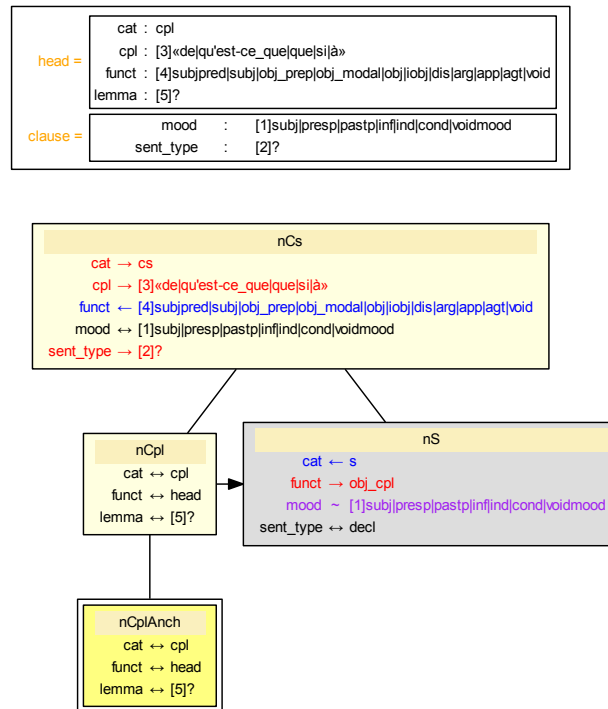 head =
cat : cpl
cpl : [3]«de|qu'est-ce_que|que|si|à»
funct : [4]subjpred|subj|obj_prep|obj_modal|obj|iobj|dis|arg|app|agt|void
lemma : [5]?
clause =
mood : [1]subj|presp|pastp|inf|ind|cond|voidmood
sent_type : [2]?
nCs
cat → cs
cpl → [3]«de|qu'est-ce_que|que|si|à»
funct ← [4]subjpred|subj|obj_prep|obj_modal|obj|iobj|dis|arg|app|agt|void
mood ↔ [1]subj|presp|pastp|inf|ind|cond|voidmood
sent_type → [2]?
nCpl
cat ↔ cpl
funct ↔ head
lemma ↔ [5]?
nS
cat ← s
funct → obj_cpl
mood ~ [1]subj|presp|pastp|inf|ind|cond|voidmood
sent_type ↔ decl
nCplAnch
cat ↔ cpl
funct ↔ head
lemma ↔ [5]?